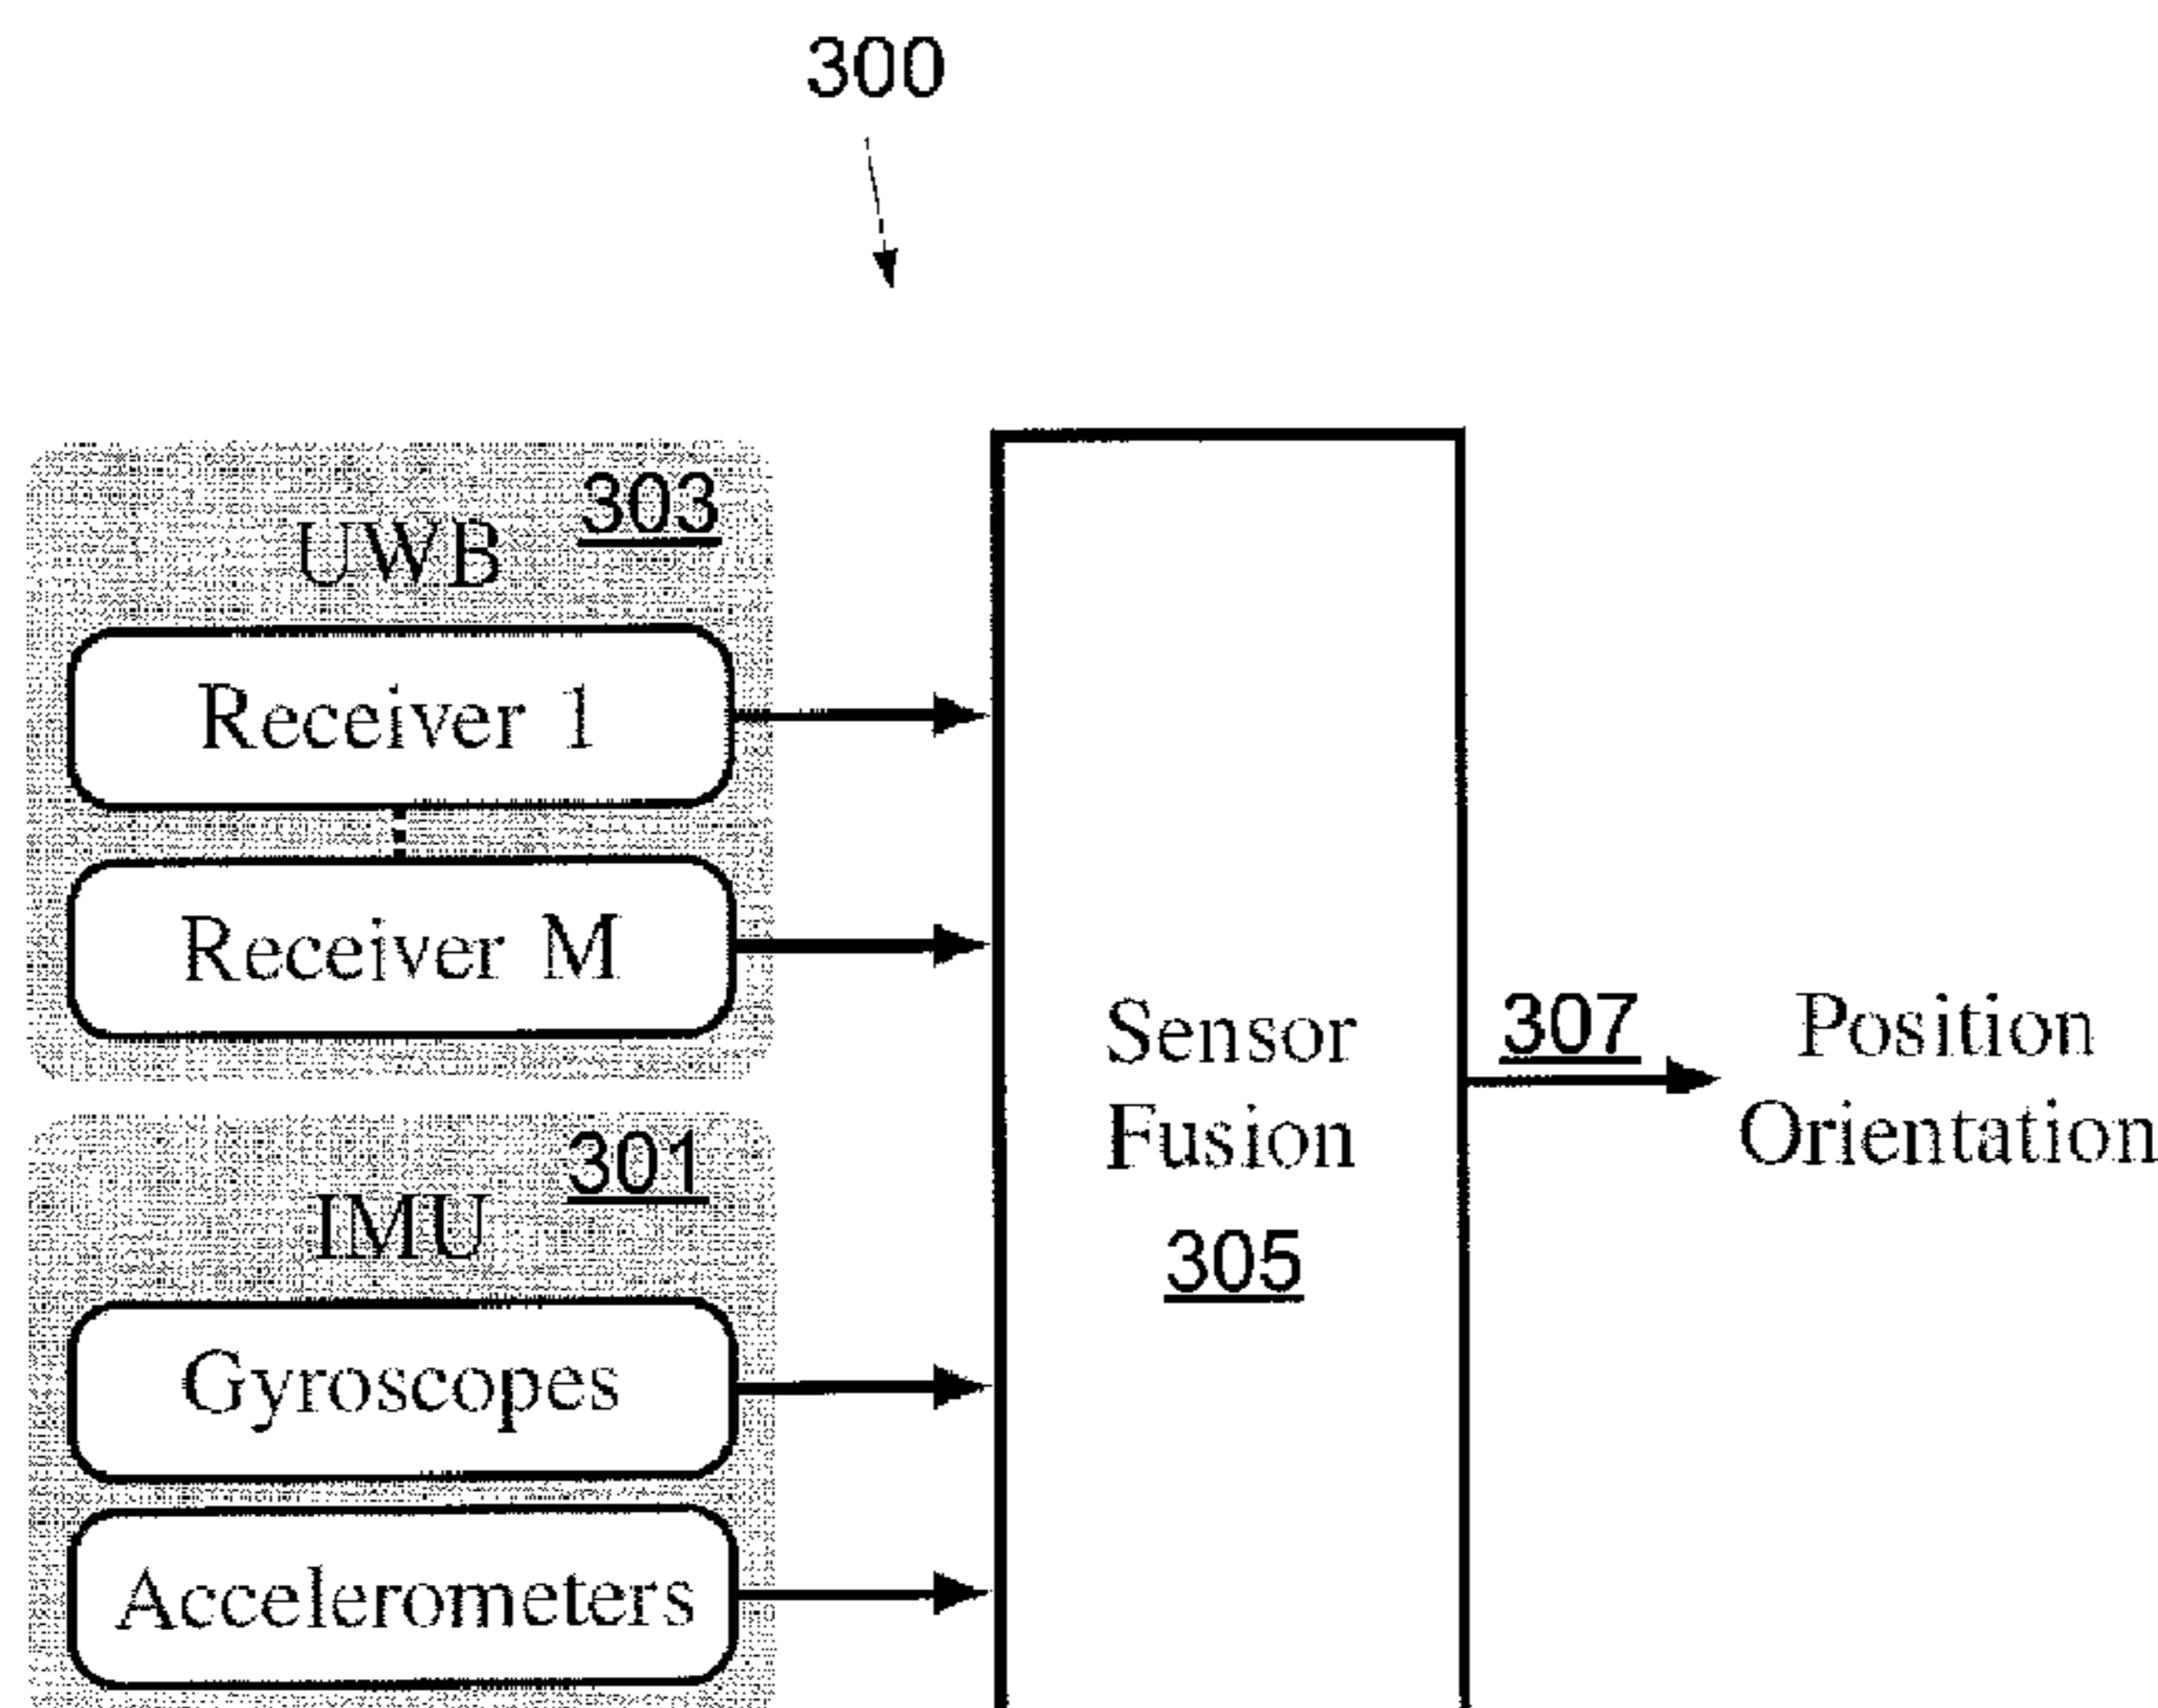 300
303
UWB
Receiver 1
Receiver M
301
IMU
Gyroscopes
Accelerometers
Sensor
Fusion
305
307
Position
Orientation